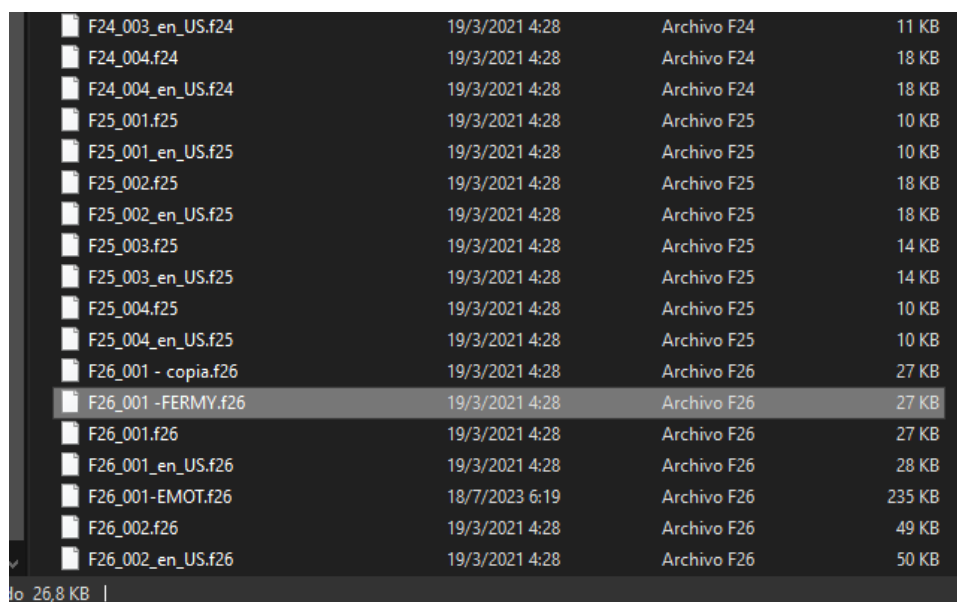 F24_003_en_US.f24 19/3/2021 4:28 Archivo F24 11 KB
F24_004.f24 19/3/2021 4:28 Archivo F24 18 KB
F24_004_en_US.f24 19/3/2021 4:28 Archivo F24 18 KB
F25_001.f25 19/3/2021 4:28 Archivo F25 10 KB
F25_001_en_US.f25 19/3/2021 4:28 Archivo F25 10 KB
F25_002.f25 19/3/2021 4:28 Archivo F25 18 KB
F25_002_en_US.f25 19/3/2021 4:28 Archivo F25 18 KB
F25_003.f25 19/3/2021 4:28 Archivo F25 14 KB
F25_003_en_US.f25 19/3/2021 4:28 Archivo F25 14 KB
F25_004.f25 19/3/2021 4:28 Archivo F25 10 KB
F25_004_en_US.f25 19/3/2021 4:28 Archivo F25 10 KB
F26_001 - copia.f26 19/3/2021 4:28 Archivo F26 27 KB
F26_001 -FERMY.f26 19/3/2021 4:28 Archivo F26 27 KB
F26_001.f26 19/3/2021 4:28 Archivo F26 27 KB
F26_001_en_US.f26 19/3/2021 4:28 Archivo F26 28 KB
F26_001-EMOT.f26 18/7/2023 6:19 Archivo F26 235 KB
F26_002.f26 19/3/2021 4:28 Archivo F26 49 KB
F26_002_en_US.f26 19/3/2021 4:28 Archivo F26 50 KB
do 26,8 KB